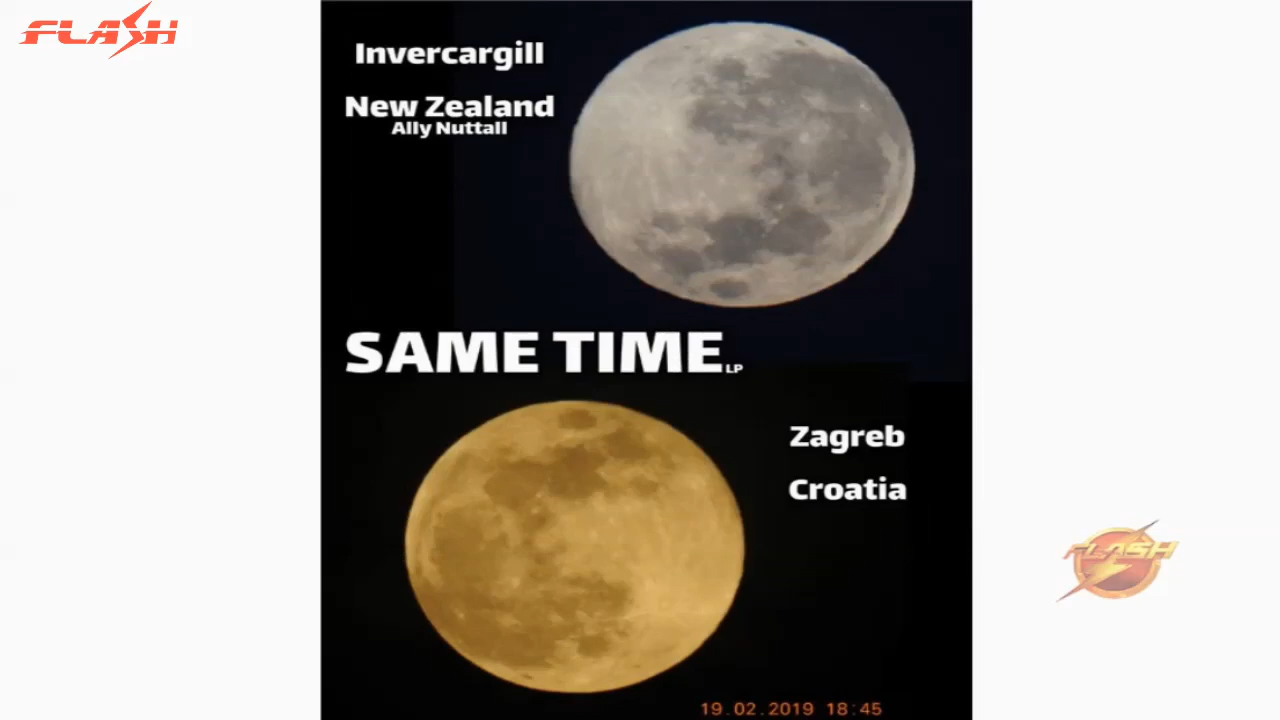 FLASH
Invercargill
New Zealand
Ally Nuttall
SAME TIME LP
Zagreb
Croatia
FLASH
19.02.2019 18:45